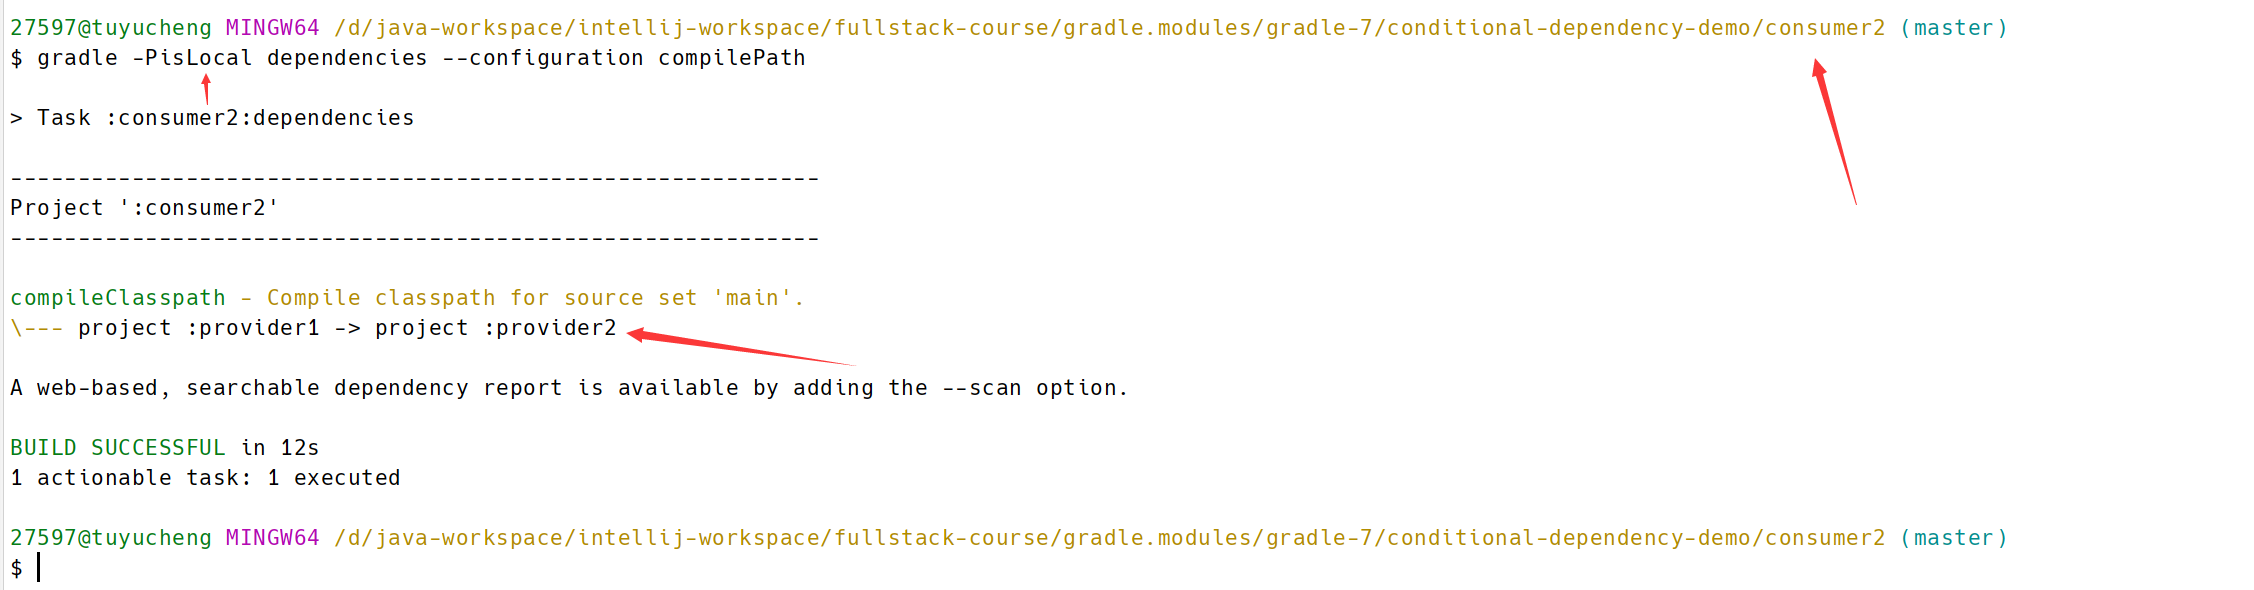 27597@tuyucheng MINGW64 /d/java-workspace/intellij-workspace/fullstack-course/gradle.modules/gradle-7/conditional-dependency-demo/consumer2 (master)
$ gradle -PisLocal dependencies --configuration compilePath
> Task :consumer2:dependencies
------------------------------------------------------------
Project ':consumer2'
------------------------------------------------------------
compileClasspath - Compile classpath for source set 'main'.
\--- project :provider1 -> project :provider2
A web-based, searchable dependency report is available by adding the --scan option.
BUILD SUCCESSFUL in 12s
1 actionable task: 1 executed
27597@tuyucheng MINGW64 /d/java-workspace/intellij-workspace/fullstack-course/gradle.modules/gradle-7/conditional-dependency-demo/consumer2 (master)
$